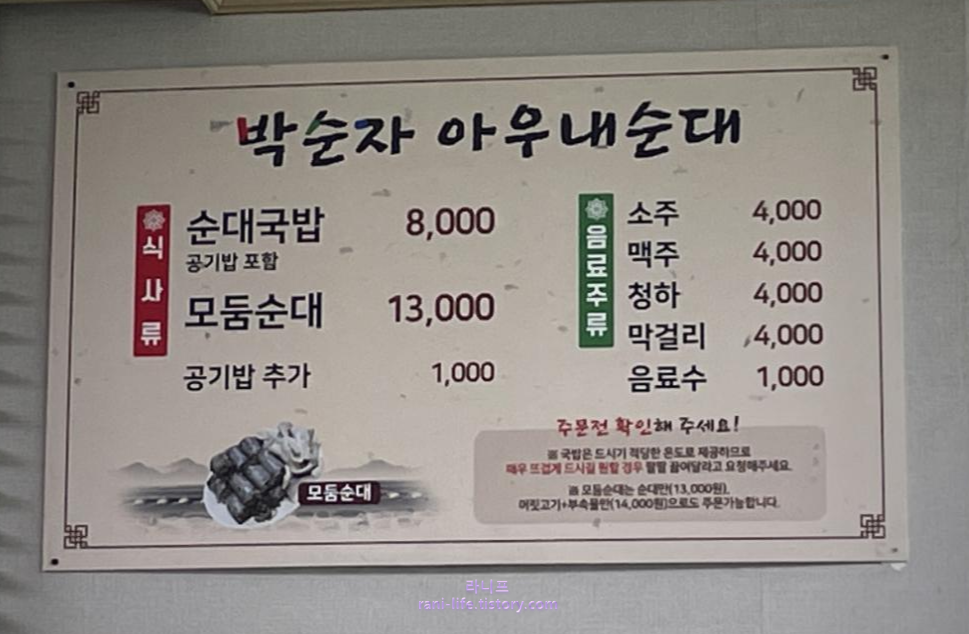 박순자 아우내순대
식사류
순대국밥 8,000
공기밥 포함
모둠순대 13,000
공기밥 추가 1,000
음료주류
소주 4,000
맥주 4,000
청하 4,000
막걸리 4,000
음료수 1,000
모둠순대
주문전 확인해 주세요!
※ 국밥은 드시기 적당한 온도로 제공하므로
매우 뜨겁게 드시길 원할 경우 팔팔 끓여달라고 요청해주세요.
※ 모둠순대는 순대만(13,000원),
머릿고기+부속물만(14,000원)으로도 주문가능합니다.
라니프
rani-life.tistory.com